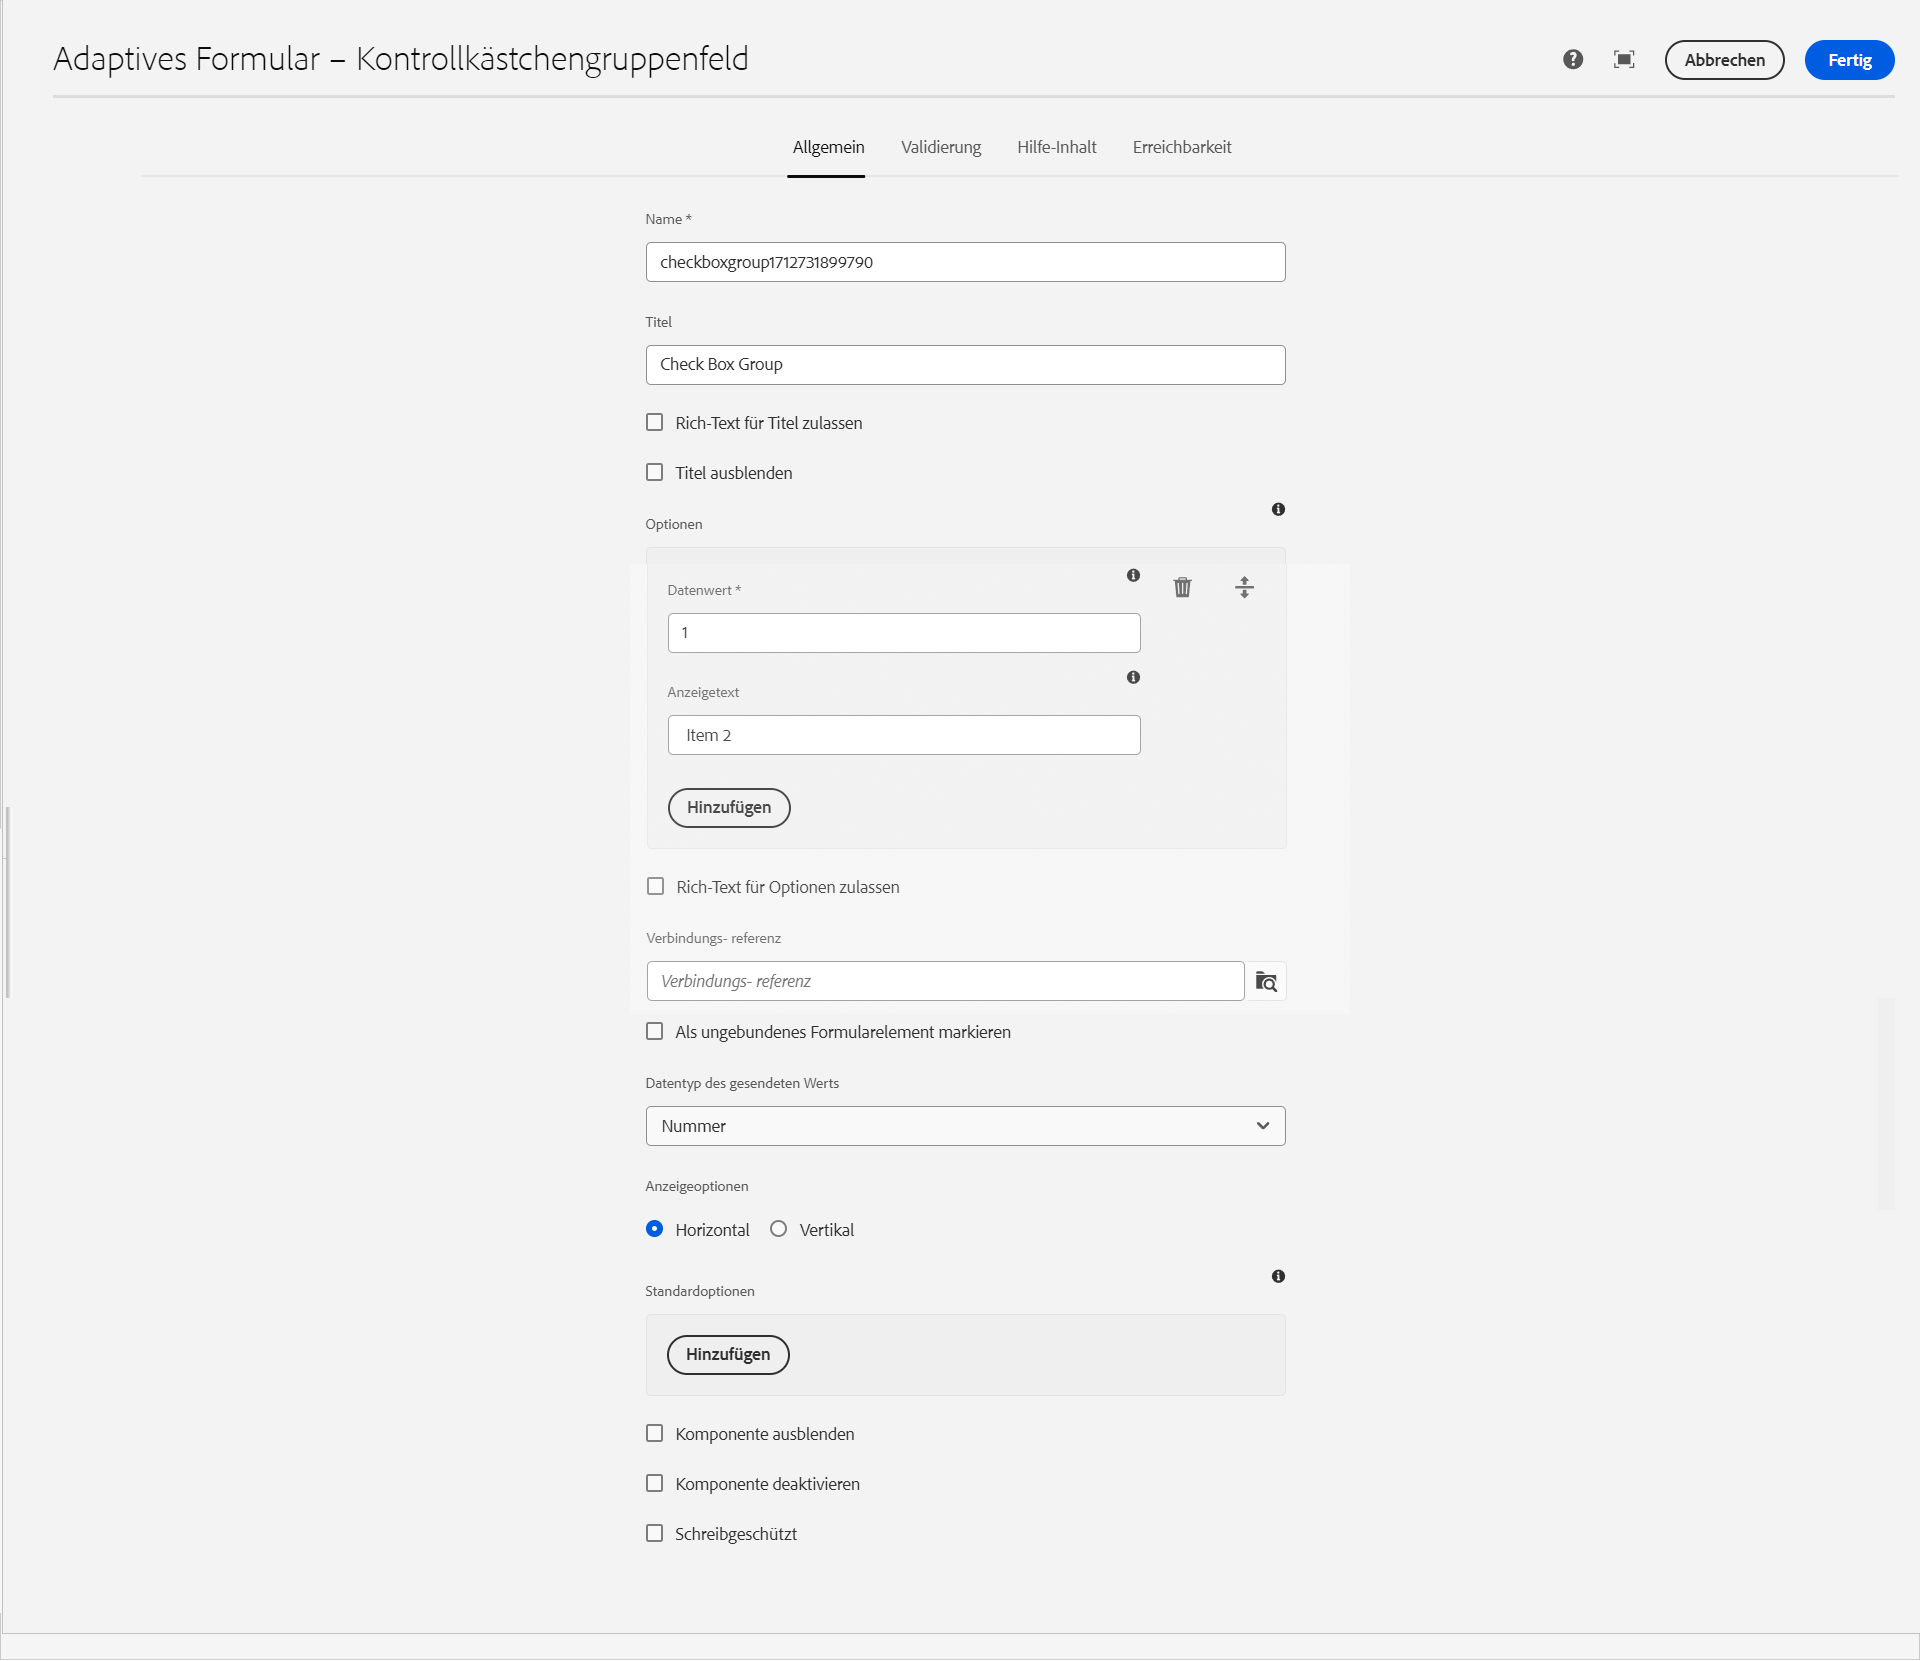 Adaptives Formular – Kontrollkästchengruppenfeld
Abbrechen
Fertig
Allgemein
Validierung
Hilfe-Inhalt
Erreichbarkeit
Name *
checkboxgroup1712731899790
Titel
Check Box Group
Rich-Text für Titel zulassen
Titel ausblenden
Optionen
Datenwert *
1
Anzeigetext
Item 2
Hinzufügen
Rich-Text für Optionen zulassen
Verbindungs- referenz
Verbindungs- referenz
Als ungebundenes Formularelement markieren
Datentyp des gesendeten Werts
Nummer
Anzeigeoptionen
Horizontal
Vertikal
Standardoptionen
Hinzufügen
Komponente ausblenden
Komponente deaktivieren
Schreibgeschützt